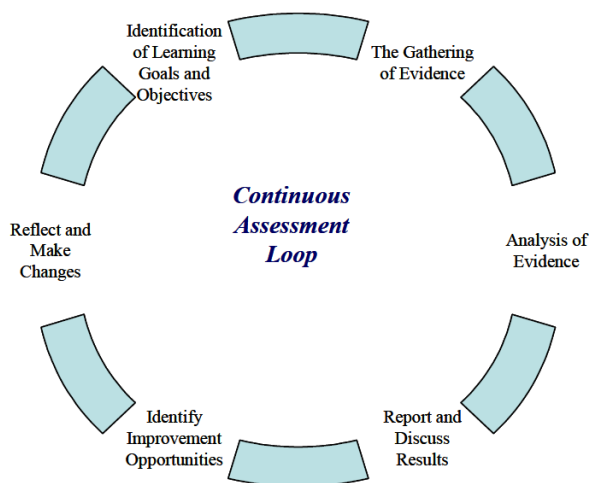 Identification
of Learning
Goals and
Objectives
The Gathering
of Evidence
Analysis of
Evidence
Report and
Discuss
Results
Identify
Improvement
Opportunities
Reflect and
Make
Changes
Continuous
Assessment
Loop